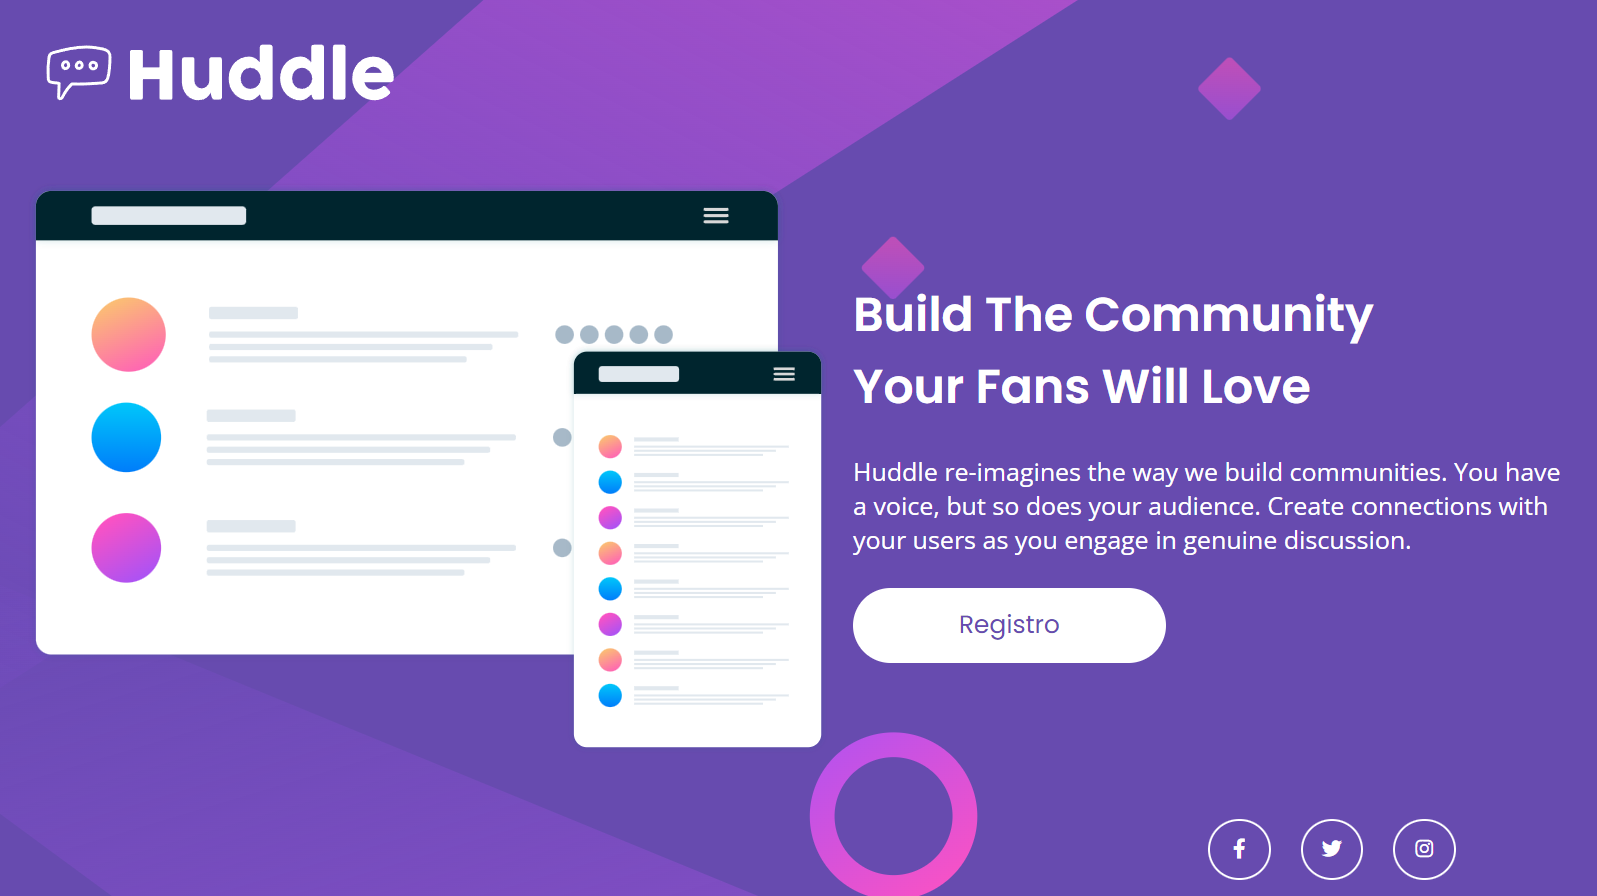 Huddle
Build The Community
Your Fans Will Love
Huddle re-imagines the way we build communities. You have
a voice, but so does your audience. Create connections with
your users as you engage in genuine discussion.
Registro